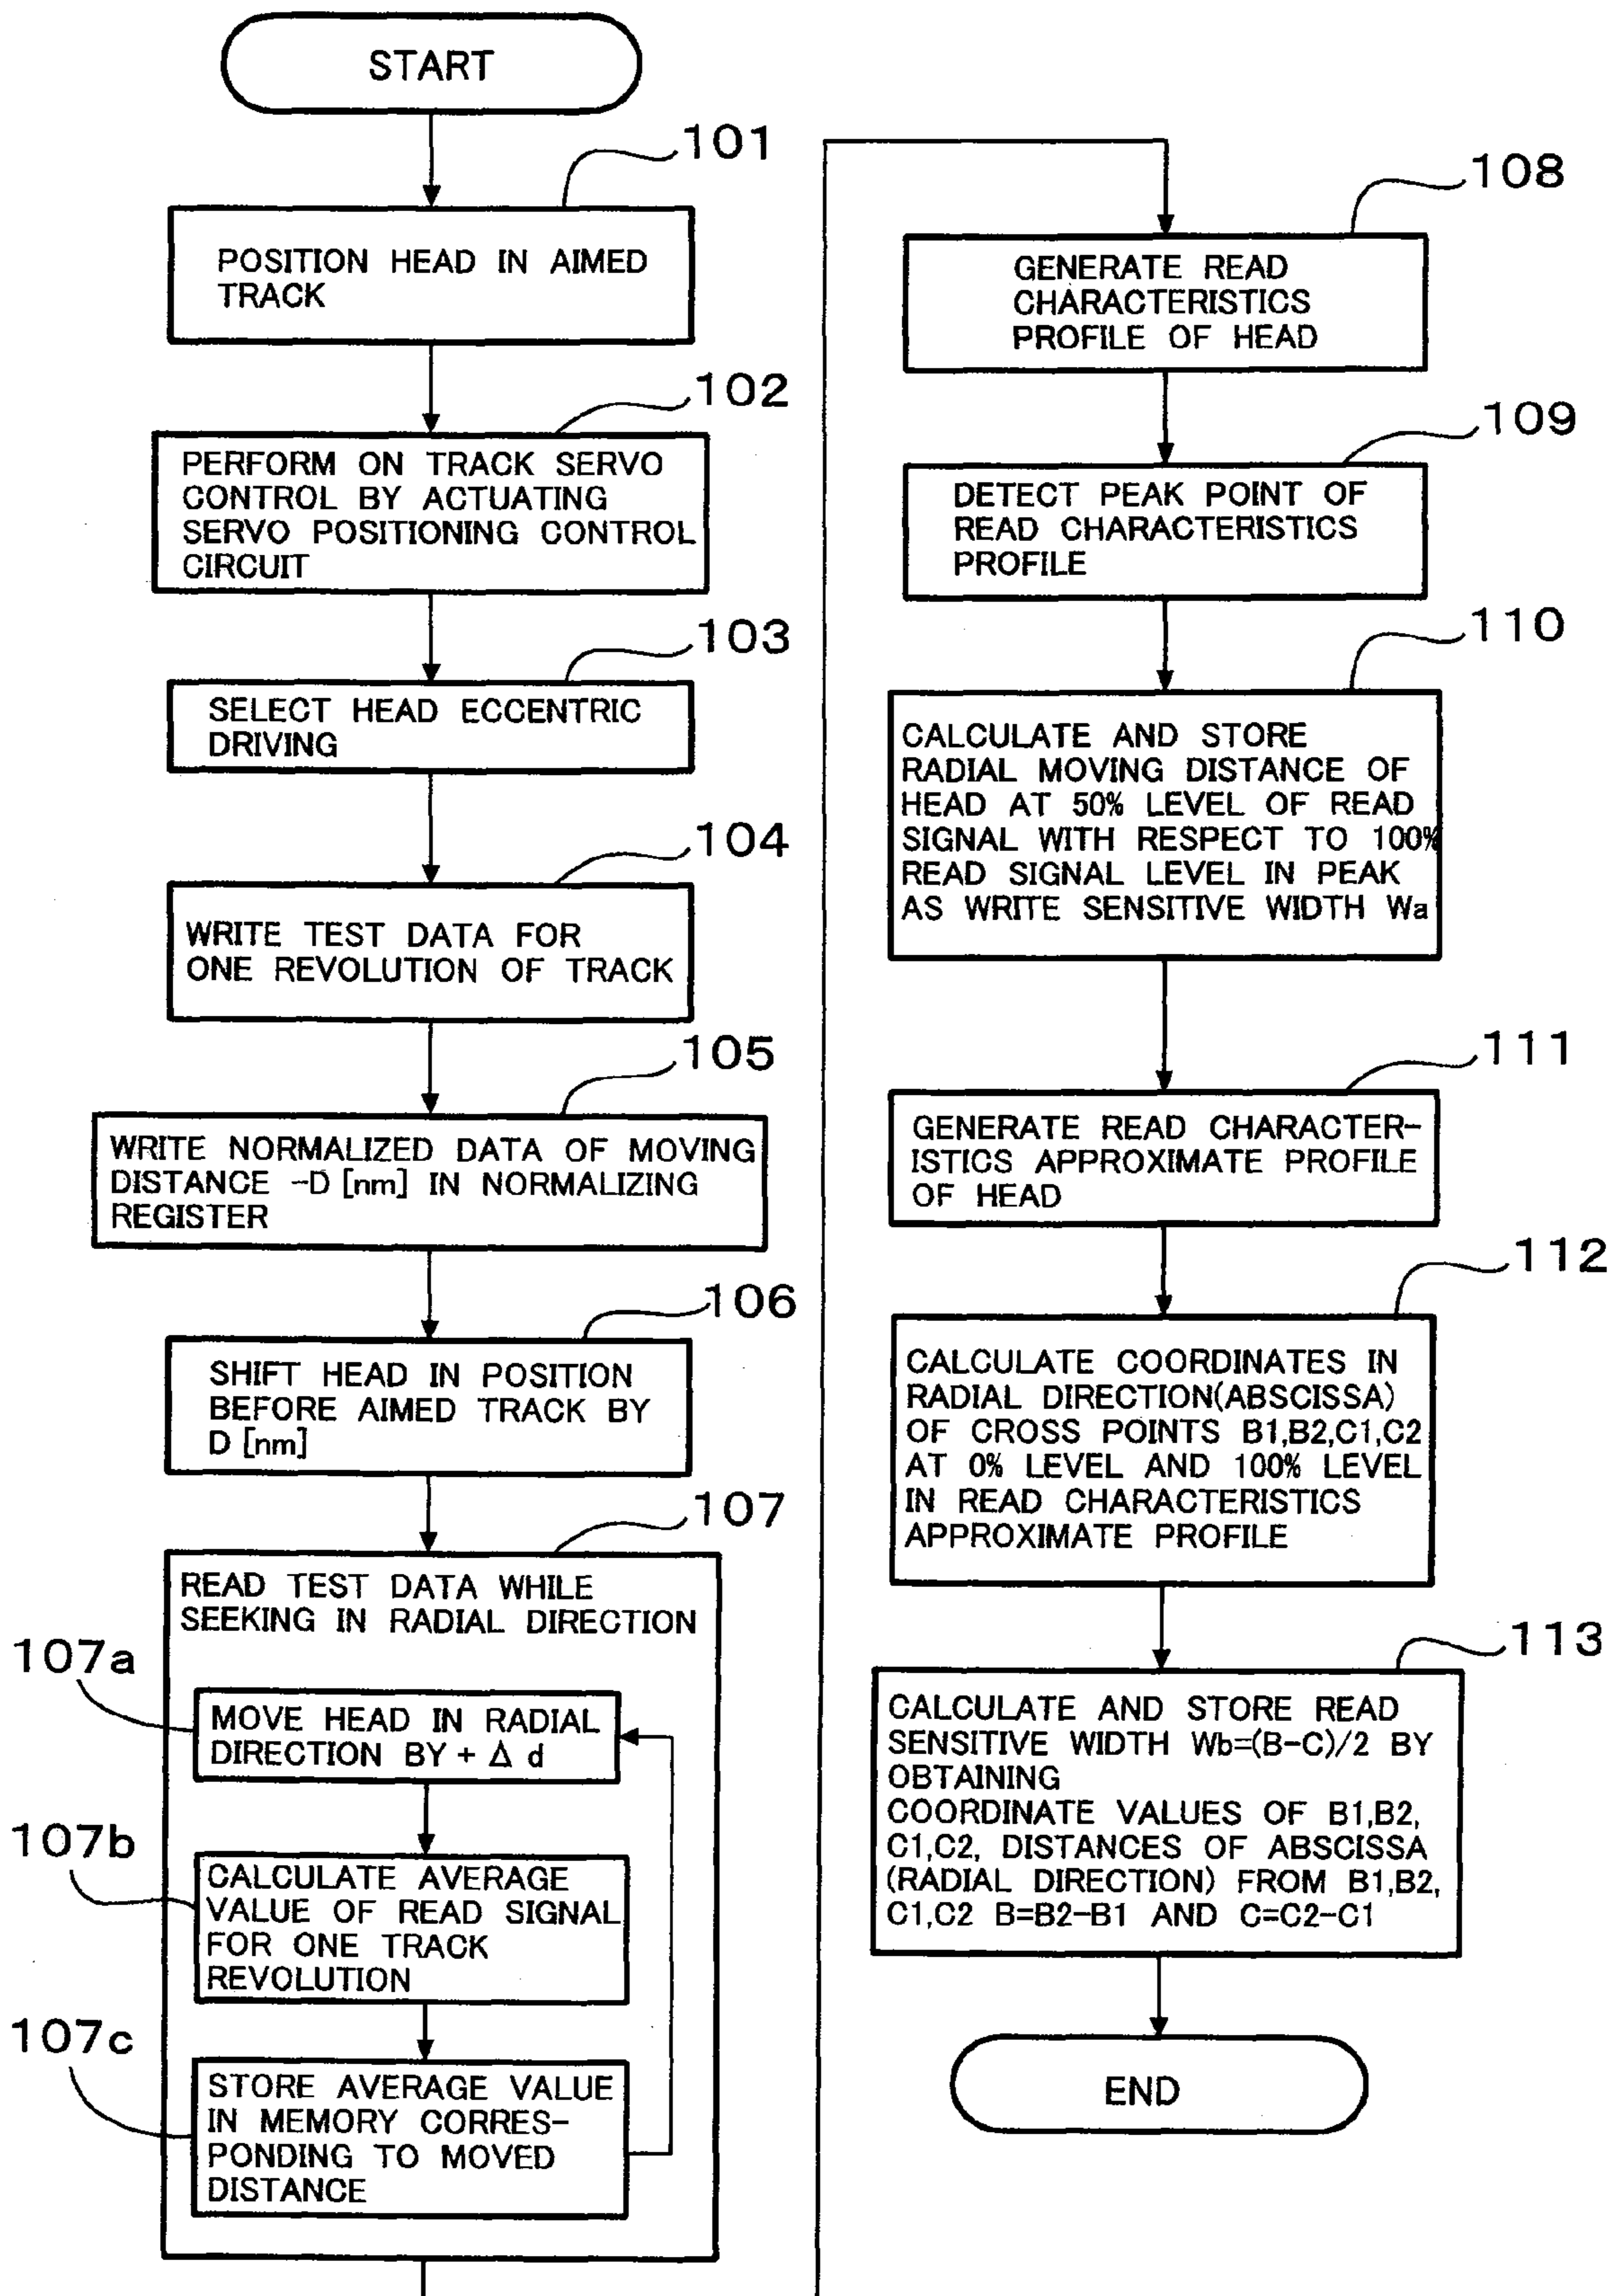 START
101
POSITION HEAD IN AIMED
TRACK
102
PERFORM ON TRACK SERVO
CONTROL BY ACTUATING
SERVO POSITIONING CONTROL
CIRCUIT
103
SELECT HEAD ECCENTRIC
DRIVING
104
WRITE TEST DATA FOR
ONE REVOLUTION OF TRACK
105
WRITE NORMALIZED DATA OF MOVING
DISTANCE -D [nm] IN NORMALIZING
REGISTER
106
SHIFT HEAD IN POSITION
BEFORE AIMED TRACK BY
D [nm]
107
READ TEST DATA WHILE
SEEKING IN RADIAL DIRECTION
107a
MOVE HEAD IN RADIAL
DIRECTION BY + Δ d
107b
CALCULATE AVERAGE
VALUE OF READ SIGNAL
FOR ONE TRACK
REVOLUTION
107c
STORE AVERAGE VALUE
IN MEMORY CORRES-
PONDING TO MOVED
DISTANCE
108
GENERATE READ
CHARACTERISTICS
PROFILE OF HEAD
109
DETECT PEAK POINT OF
READ CHARACTERISTICS
PROFILE
110
CALCULATE AND STORE
RADIAL MOVING DISTANCE OF
HEAD AT 50% LEVEL OF READ
SIGNAL WITH RESPECT TO 100%
READ SIGNAL LEVEL IN PEAK
AS WRITE SENSITIVE WIDTH Wa
111
GENERATE READ CHARACTER-
ISTICS APPROXIMATE PROFILE
OF HEAD
112
CALCULATE COORDINATES IN
RADIAL DIRECTION(ABSCISSA)
OF CROSS POINTS B1,B2,C1,C2
AT 0% LEVEL AND 100% LEVEL
IN READ CHARACTERISTICS
APPROXIMATE PROFILE
113
CALCULATE AND STORE READ
SENSITIVE WIDTH Wb=(B-C)/2 BY
OBTAINING
COORDINATE VALUES OF B1,B2,
C1,C2, DISTANCES OF ABSCISSA
(RADIAL DIRECTION) FROM B1,B2,
C1,C2 B=B2-B1 AND C=C2-C1
END